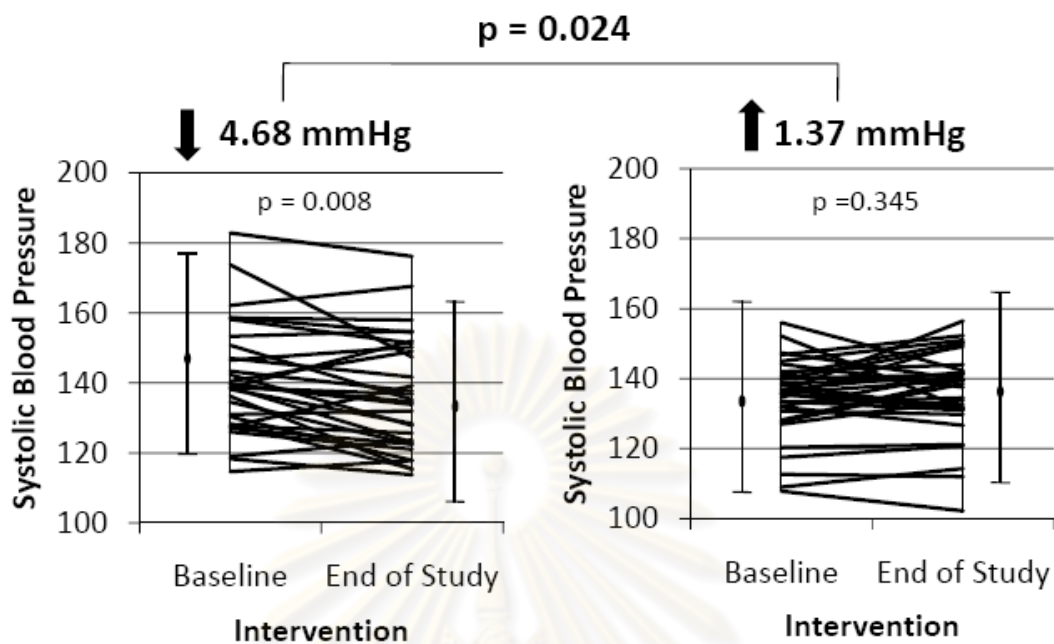 p = 0.024
4.68 mmHg
1.37 mmHg
Systolic Blood Pressure
200
180
160
140
120
100
p = 0.008
Baseline
End of Study
Intervention
Systolic Blood Pressure
200
180
160
140
120
100
p =0.345
Baseline
End of Study
Intervention